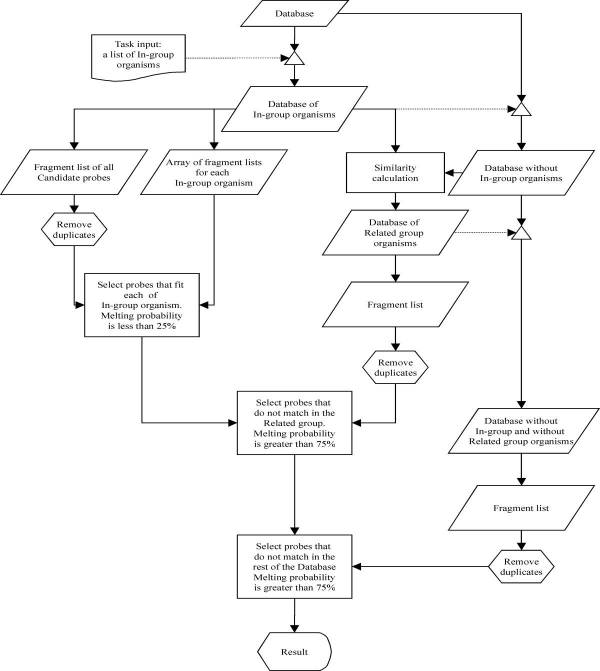 Database
Task input:
a list of In-group
organisms
Database of
In-group organisms
Fragment list of all
Candidate probes
Array of fragment lists
for each
In-group organism
Similarity
calculation
Database without
In-group organisms
Remove
duplicates
Database of
Related group
organisms
Select probes that fit
each of
In-group organism.
Melting probability
is less than 25%
Fragment list
Remove
duplicates
Select probes that
do not match in the
Related group.
Melting probability
is greater than 75%
Database without
In-group and without
Related group organisms
Fragment list
Select probes that
do not match in the
rest of the Database
Melting probability
is greater than 75%
Remove
duplicates
Result